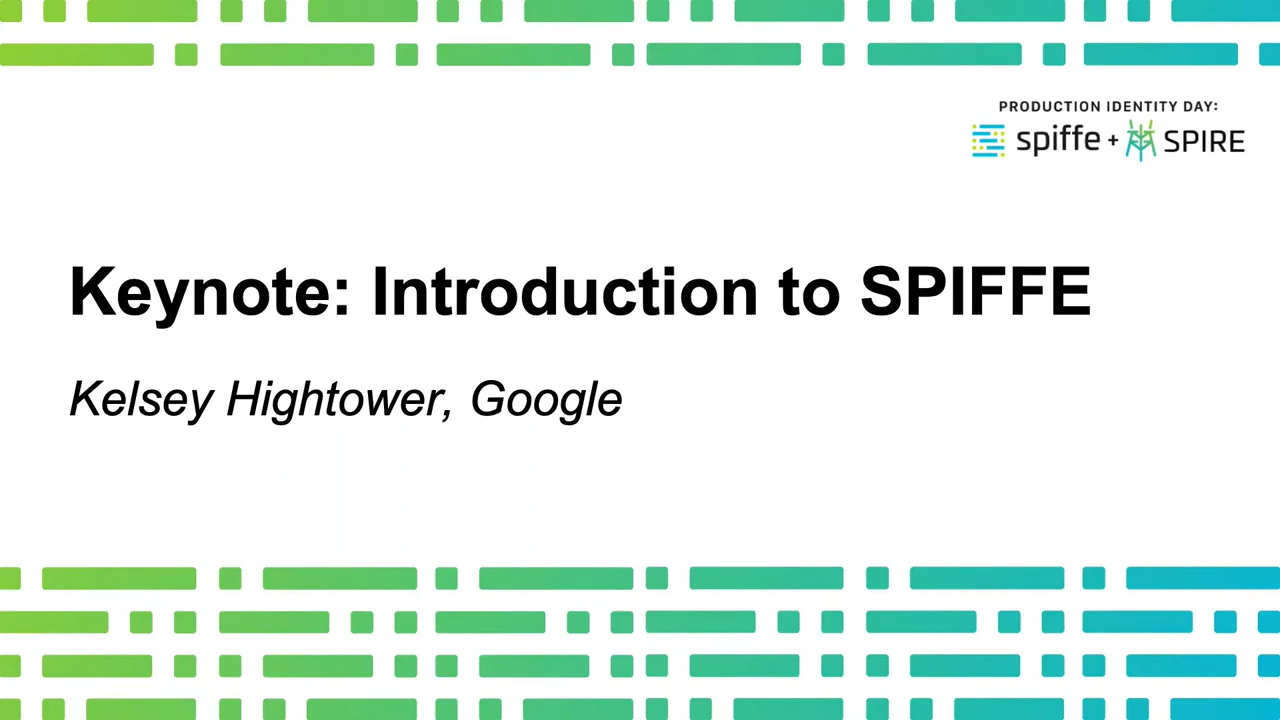 PRODUCTION IDENTITY DAY:
spiffe + SPIRE
Keynote: Introduction to SPIFFE
Kelsey Hightower, Google